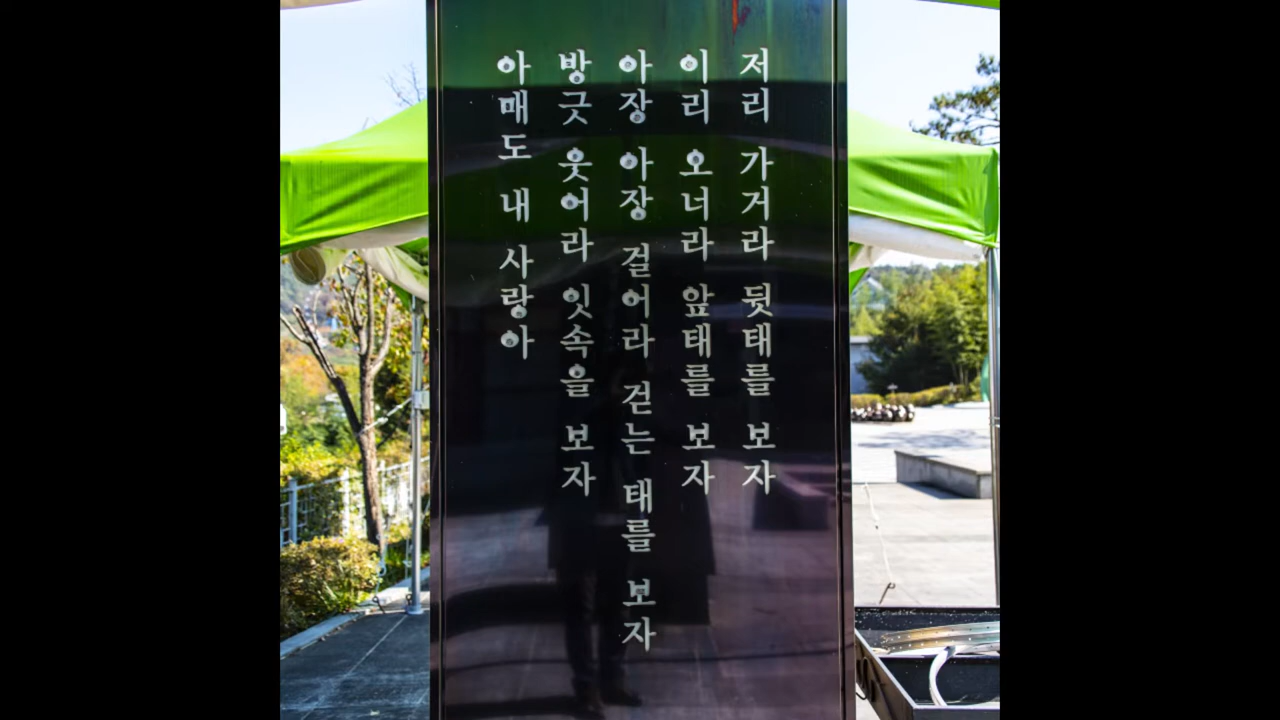 저리 가거라 뒷태를 보자
이리 오너라 앞태를 보자
아장 아장 걸어라 걷는 태를 보자
방긋 웃어라 잇속을 보자
아매도 내 사랑아